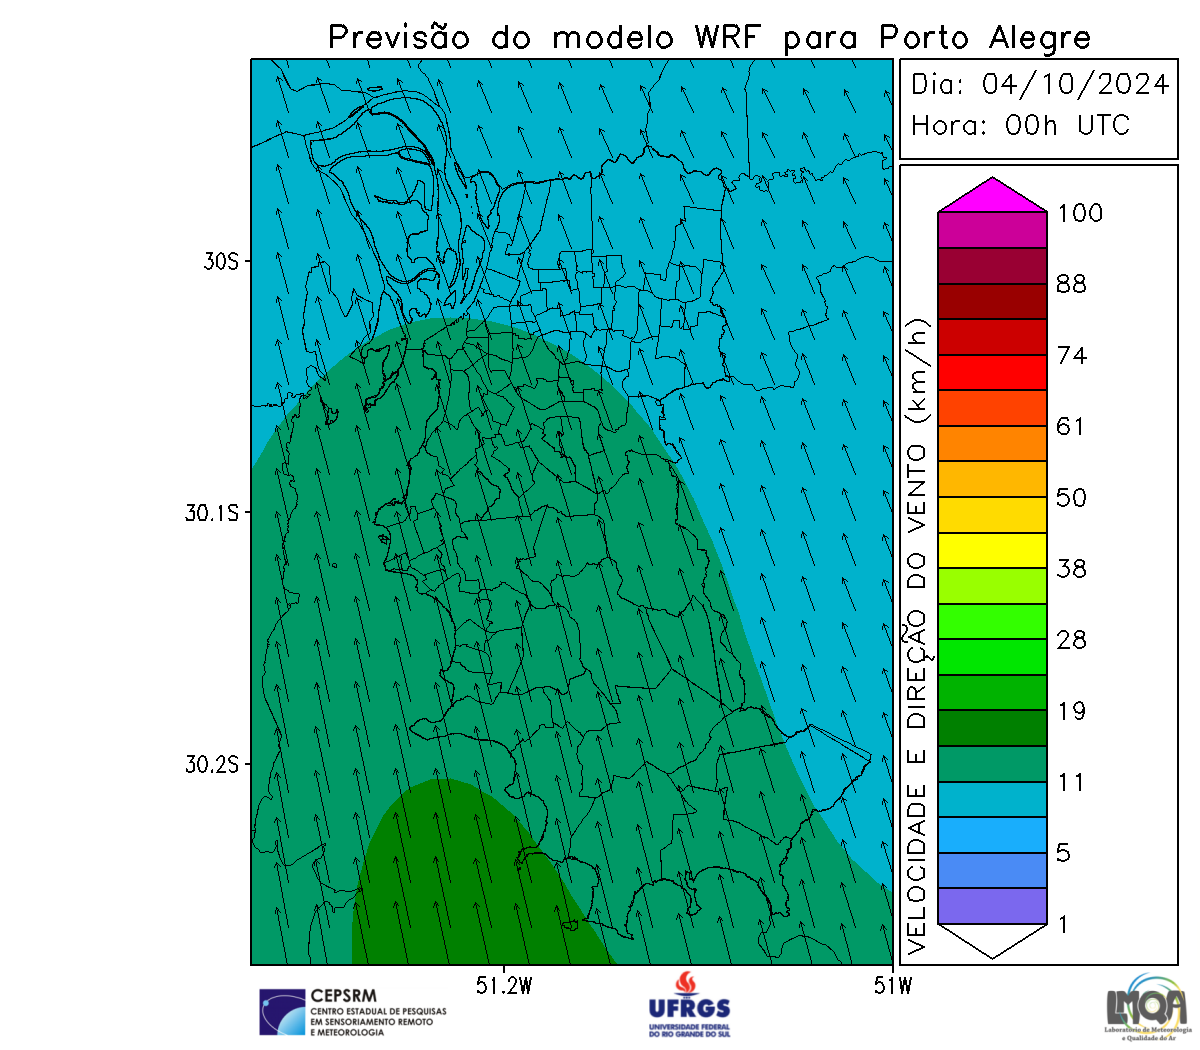 Previsão do modelo WRF para Porto Alegre
Dia: 04/10/2024
Hora: 00h UTC
100
88
74
61
50
38
28
19
11
5
1
VELOCIDADE E DIREÇÃO DO VENTO (km/h)
30S
30.1S
30.2S
51.2W
51W
CEPSRM
CENTRO ESTADUAL DE PESQUISAS
EM SENSORIAMENTO REMOTO
E METEOROLOGIA
UFRGS
UNIVERSIDADE FEDERAL
DO RIO GRANDE DO SUL
LMQA
Laboratório de Meteorologia
e Qualidade do Ar